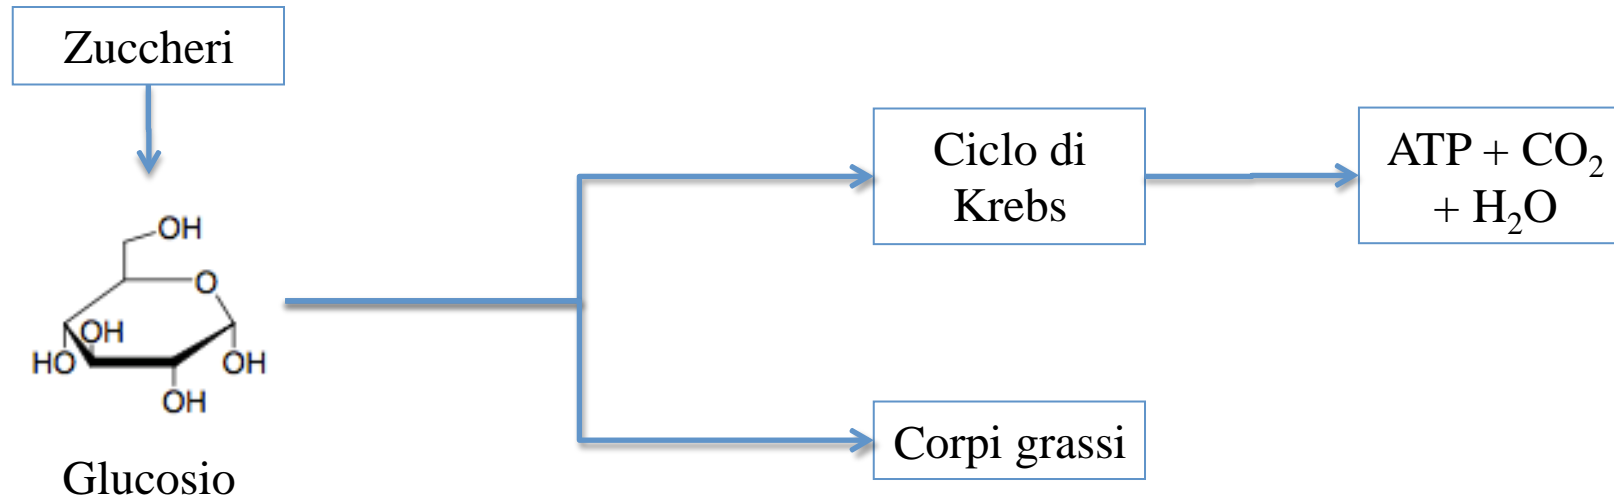 Zuccheri
OH
O
OH
HO
OH
OH
Glucosio
Ciclo di
Krebs
ATP + CO₂
+ H₂O
Corpi grassi